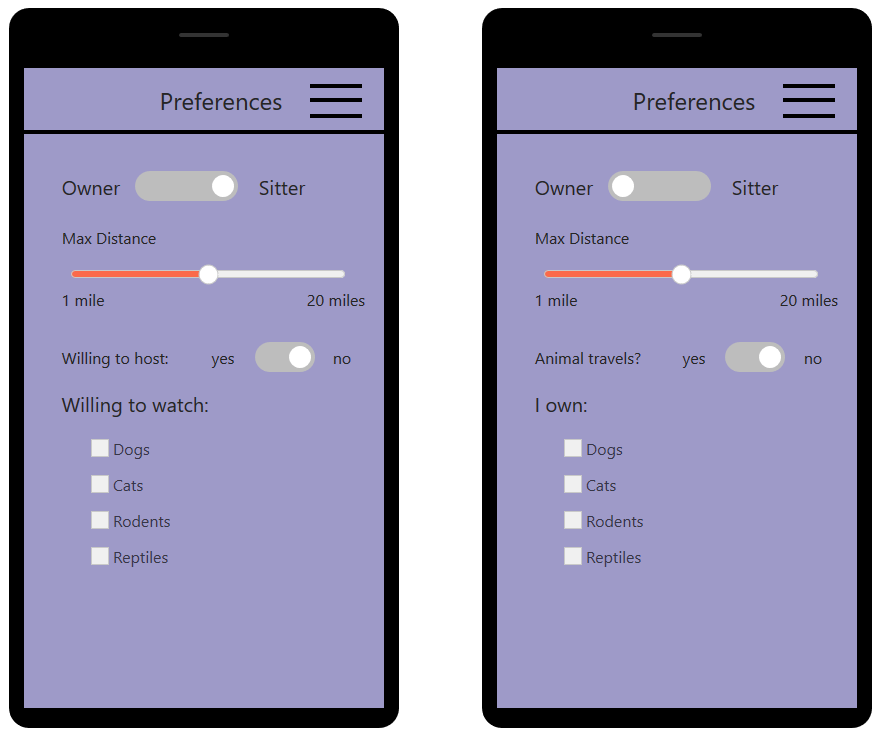 Preferences
Owner Sitter
Max Distance
1 mile 20 miles
Willing to host: yes no
Willing to watch:
Dogs
Cats
Rodents
Reptiles
Preferences
Owner Sitter
Max Distance
1 mile 20 miles
Animal travels? yes no
I own:
Dogs
Cats
Rodents
Reptiles